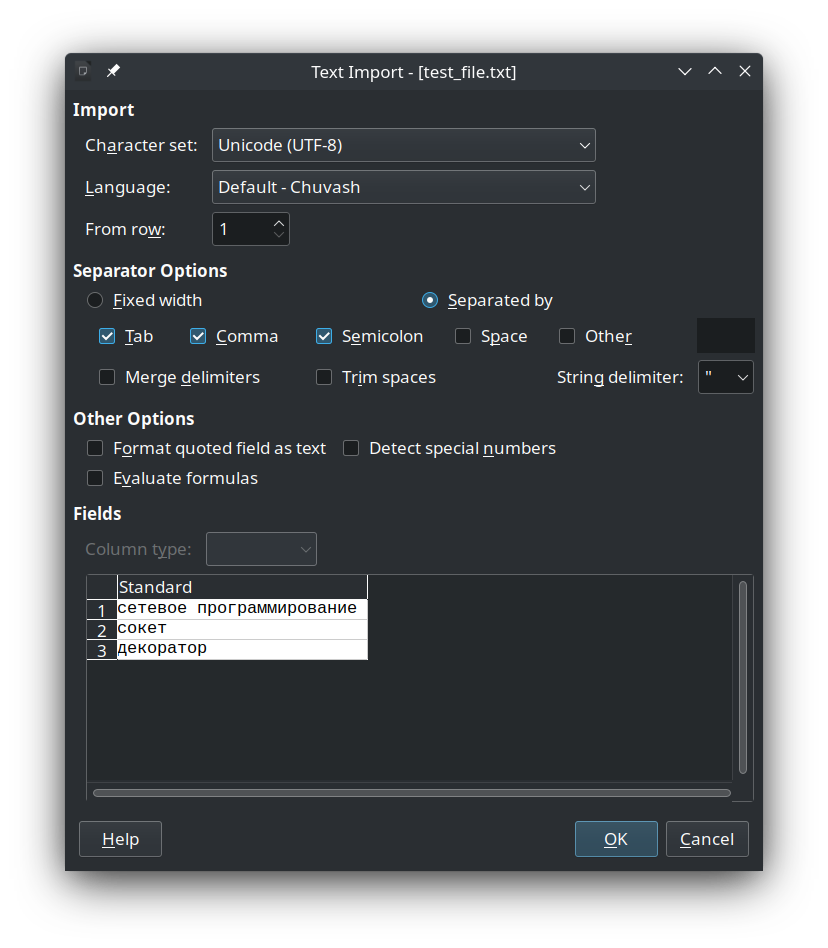 Text Import - [test_file.txt]
Import
Character set: Unicode (UTF-8)
Language: Default - Chuvash
From row: 1
Separator Options
Fixed width Separated by
Tab Comma Semicolon Space Other
Merge delimiters Trim spaces String delimiter: "
Other Options
Format quoted field as text Detect special numbers
Evaluate formulas
Fields
Column type:
Standard
1 сетевое программирование
2 сокет
3 декоратор
Help OK Cancel